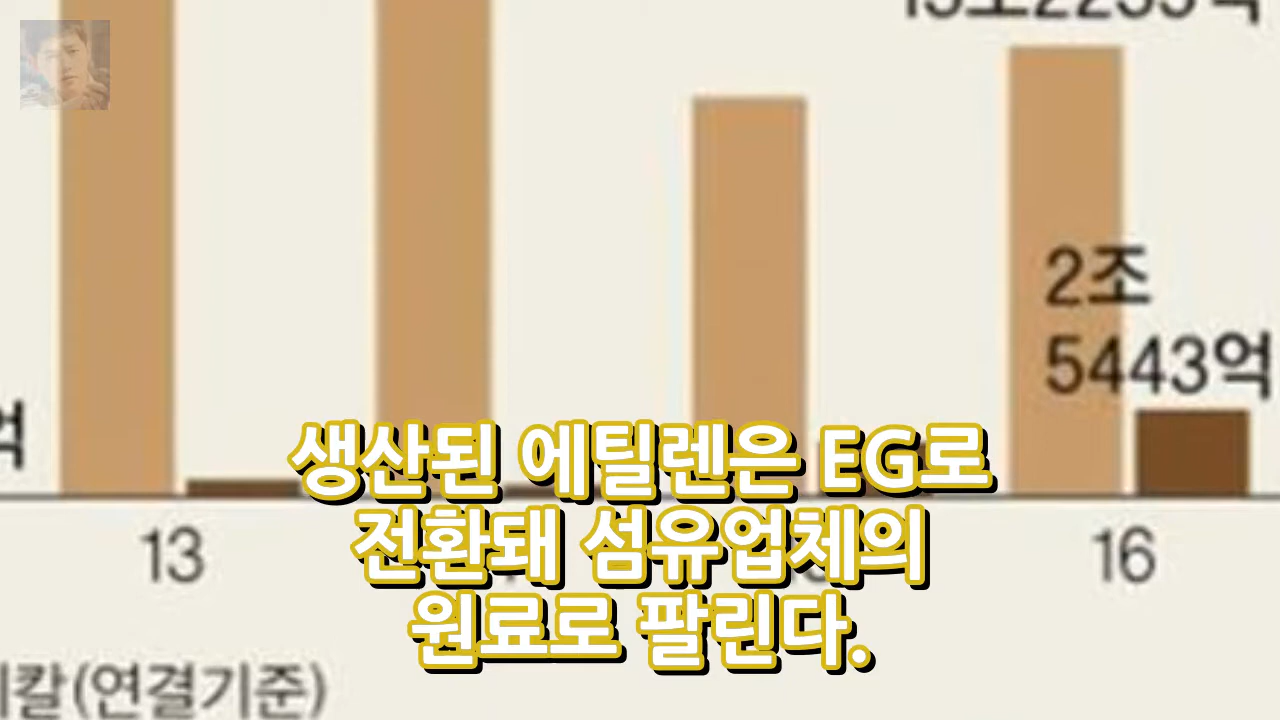 2조
5443억
억
생산된 에틸렌은 EG로
전환돼 섬유업체의
원료로 팔린다.
13
16
칼(연결기준)